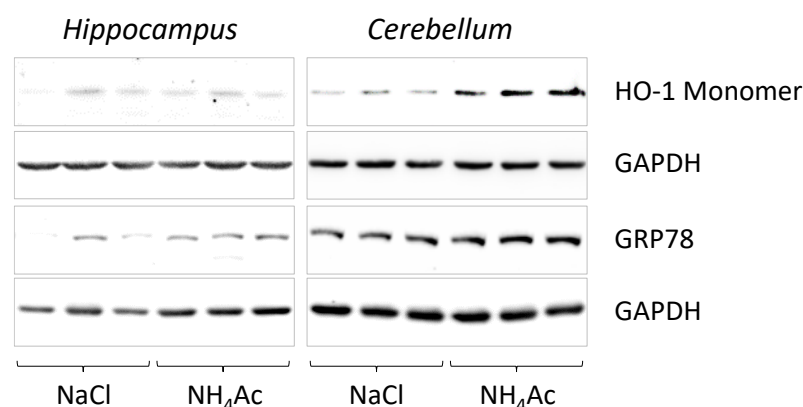 Hippocampus Cerebellum
HO-1 Monomer
GAPDH
GRP78
GAPDH
NaCl NH₄Ac NaCl NH₄Ac